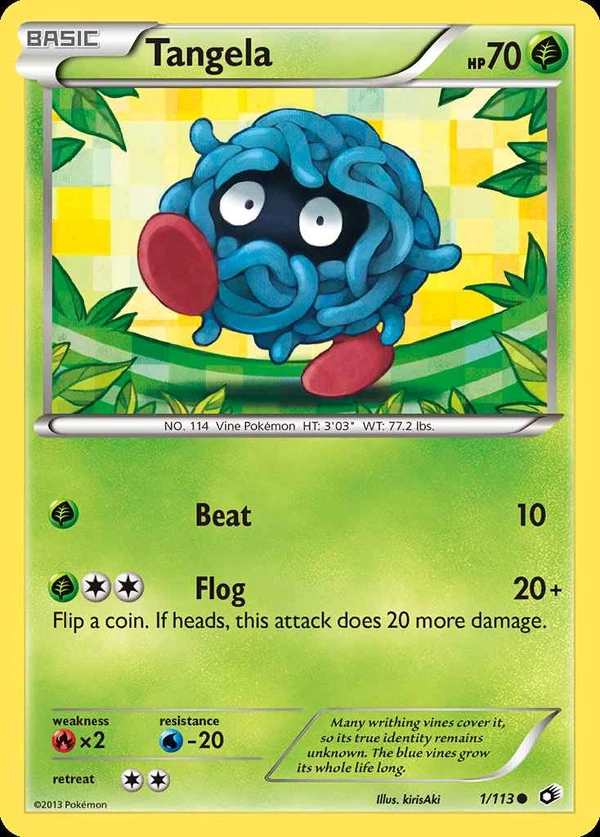 BASIC Tangela HP70
NO. 114 Vine Pokémon HT: 3'03" WT: 77.2 lbs.
Beat 10
Flog 20+
Flip a coin. If heads, this attack does 20 more damage.
weakness resistance
×2 -20
retreat
Many writhing vines cover it,
so its true identity remains
unknown. The blue vines grow
its whole life long.
©2013 Pokémon Illus. kirisAki 1/113